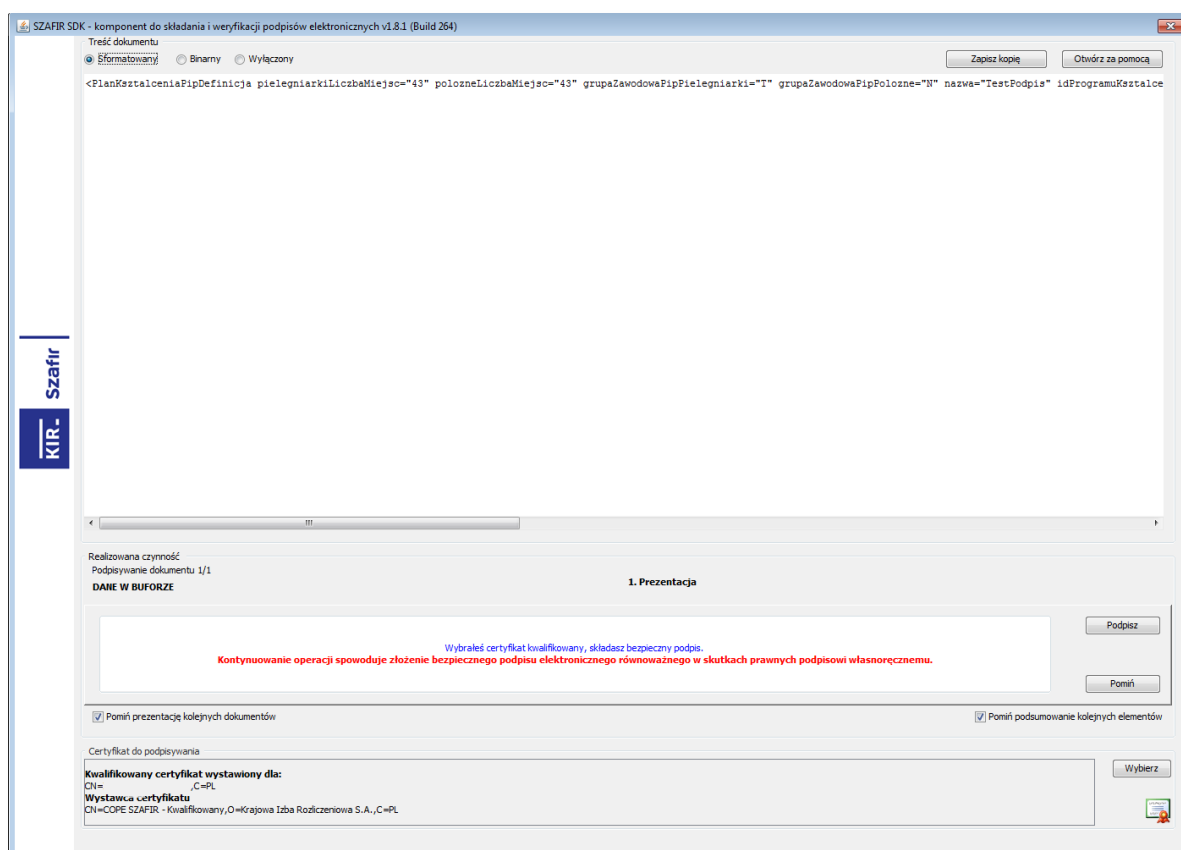 SZAFIR SDK - komponent do składania i weryfikacji podpisów elektronicznych v1.8.1 (Build 264)
Treść dokumentu
Sformatowany Binarny Wyłączony Zapisz kopię Otwórz za pomocą
<PlanKsztalceniaPipDefinicja pielegniarkiLiczbaMiejsc="43" polozneLiczbaMiejsc="43" grupaZawodowaPipPielegniarki="T" grupaZawodowaPipPolozne="N" nazwa="TestPodpis" idProgramuKsztalce
Szafir
KIR
Realizowana czynność
Podpisywanie dokumentu 1/1
DANE W BUFORZE
1. Prezentacja
Wybrałeś certyfikat kwalifikowany, składasz bezpieczny podpis.
Kontynuowanie operacji spowoduje złożenie bezpiecznego podpisu elektronicznego równoważnego w skutkach prawnych podpisowi własnoręcznemu.
Podpisz
Pomiń
Pomiń prezentację kolejnych dokumentów Pomiń podsumowanie kolejnych elementów
Certyfikat do podpisywania
Kwalifikowany certyfikat wystawiony dla:
CN= ,C=PL
Wystawca certyfikatu
CN=COPE SZAFIR - Kwalifikowany,O=Krajowa Izba Rozliczeniowa S.A.,C=PL
Wybierz